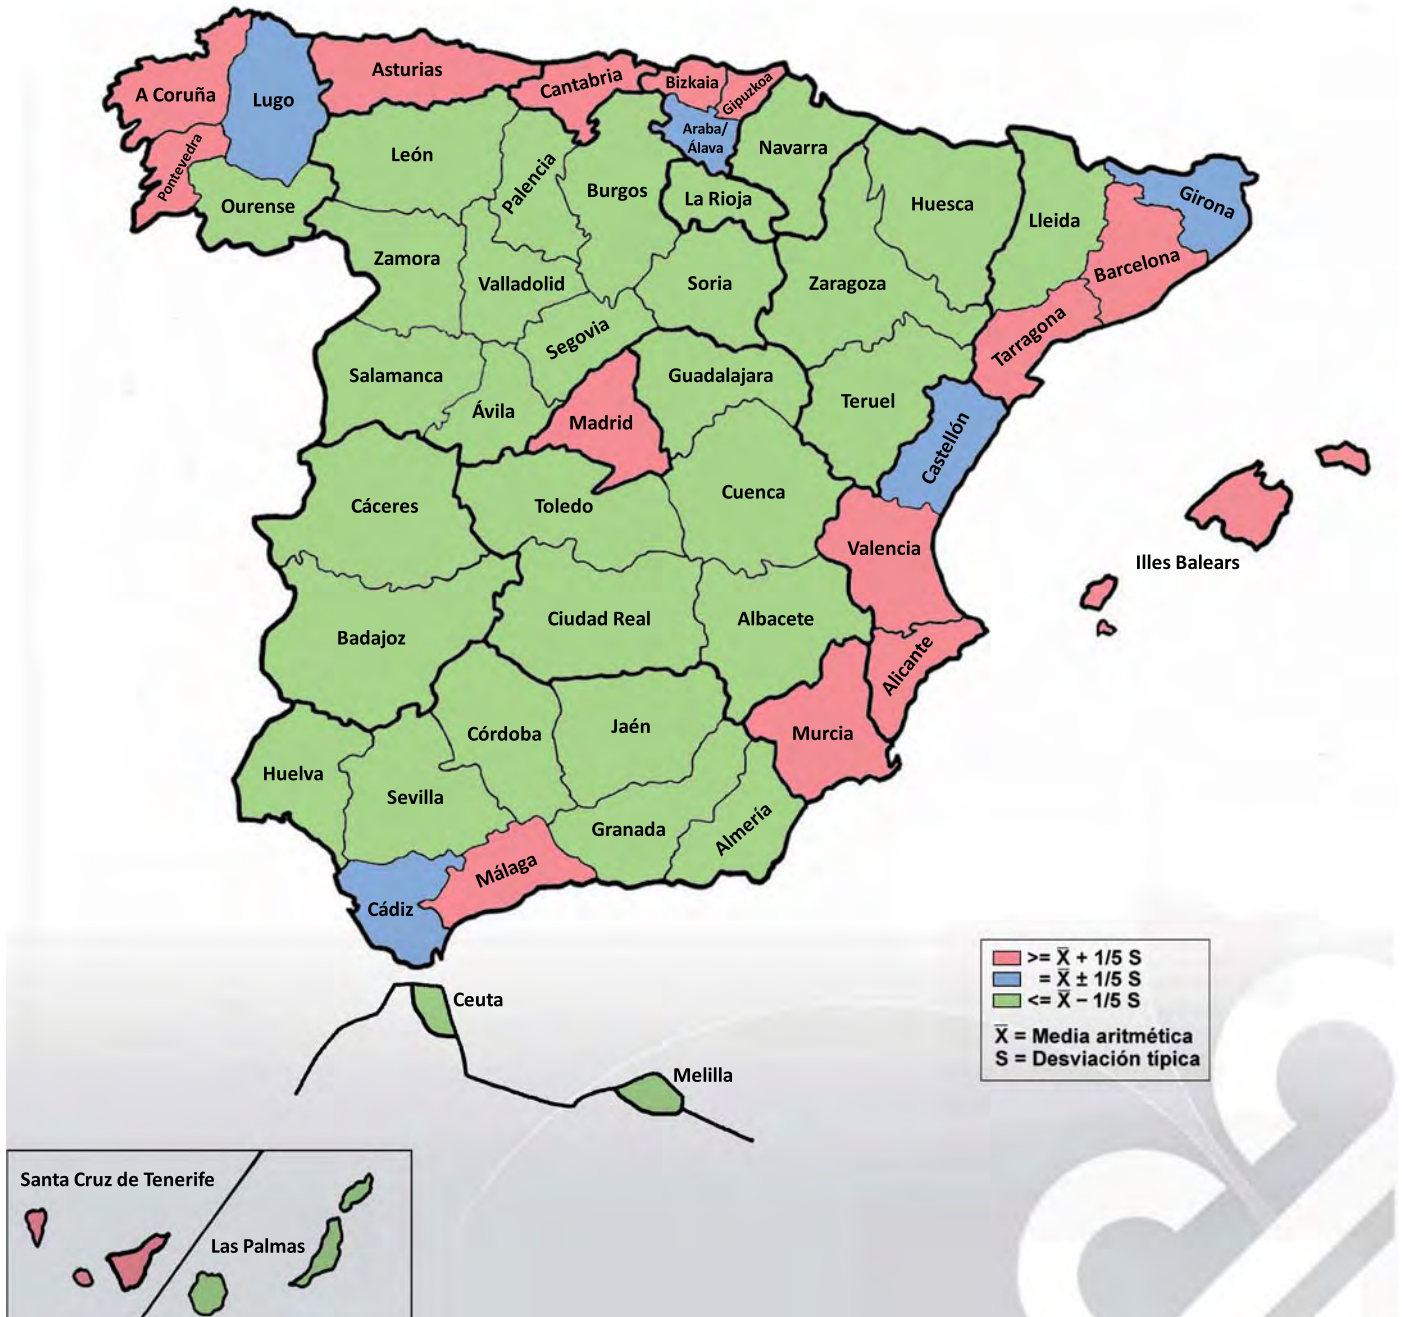 A Coruña
Lugo
Asturias
Cantabria
Bizkaia
Gipuzkoa
Araba/
Álava
Navarra
Pontevedra
Ourense
León
Palencia
Burgos
La Rioja
Huesca
Lleida
Girona
Barcelona
Tarragona
Zamora
Valladolid
Soria
Zaragoza
Segovia
Salamanca
Ávila
Madrid
Guadalajara
Teruel
Castellón
Cáceres
Toledo
Cuenca
Valencia
Illes Balears
Badajoz
Ciudad Real
Albacete
Alicante
Murcia
Huelva
Sevilla
Córdoba
Jaén
Granada
Almería
Málaga
Cádiz
Ceuta
Melilla
>= X̅ + 1/5 S
= X̅ ± 1/5 S
<= X̅ − 1/5 S
X̅ = Media aritmética
S = Desviación típica
Santa Cruz de Tenerife
Las Palmas